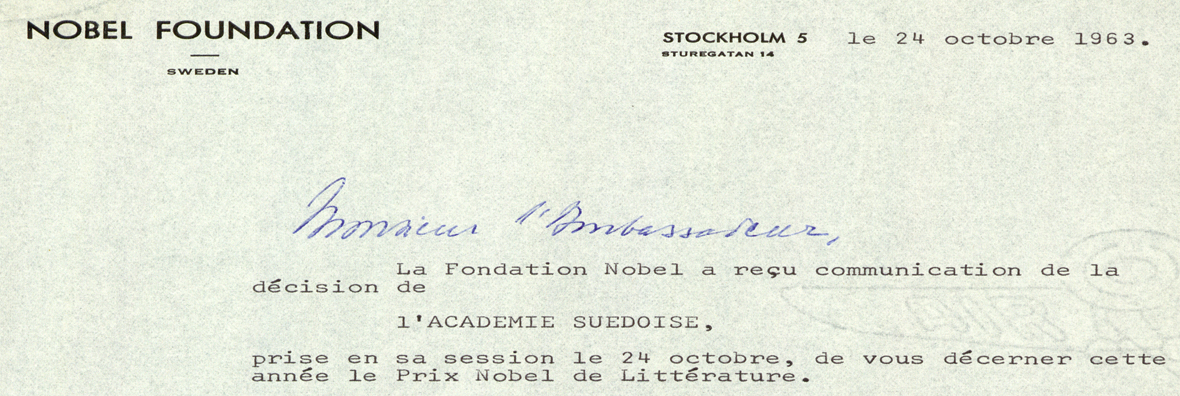 NOBEL FOUNDATION
SWEDEN
STOCKHOLM 5 le 24 octobre 1963.
STUREGATAN 14
Monsieur l'Ambassadeur,
La Fondation Nobel a reçu communication de la
décision de
l'ACADEMIE SUEDOISE,
prise en sa session le 24 octobre, de vous décerner cette
année le Prix Nobel de Littérature.